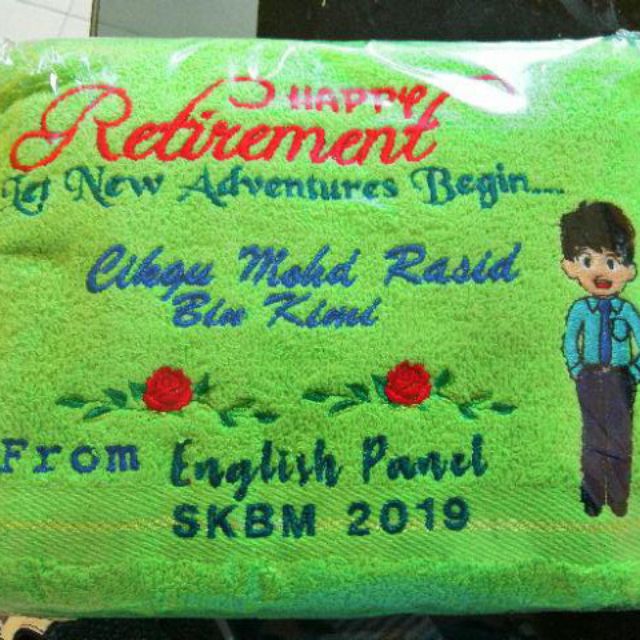 HAPPY
Retirement
Let New Adventures Begin....
Cikgu Mohd Rasid
Bin Kimi
From English Panel
SKBM 2019